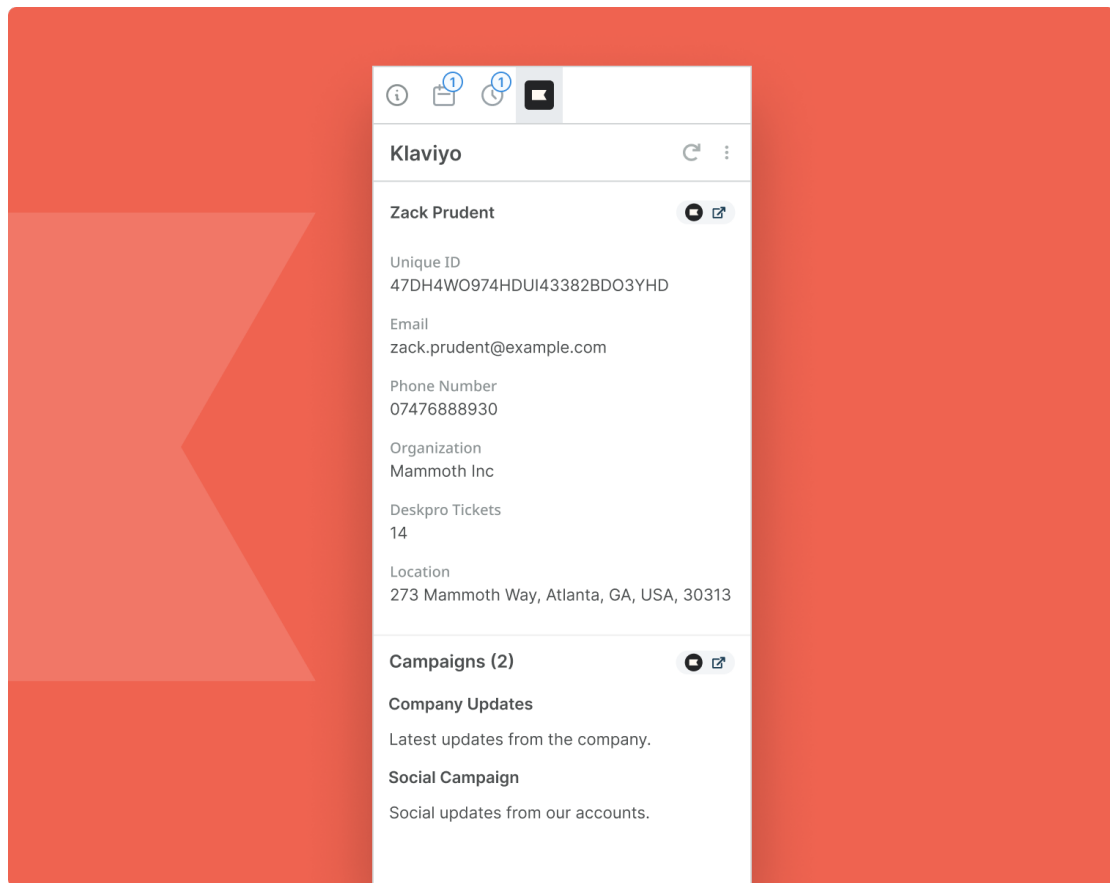 1
1
Klaviyo
Zack Prudent
Unique ID
47DH4WO974HDUI43382BDO3YHD
Email
zack.prudent@example.com
Phone Number
07476888930
Organization
Mammoth Inc
Deskpro Tickets
14
Location
273 Mammoth Way, Atlanta, GA, USA, 30313
Campaigns (2)
Company Updates
Latest updates from the company.
Social Campaign
Social updates from our accounts.